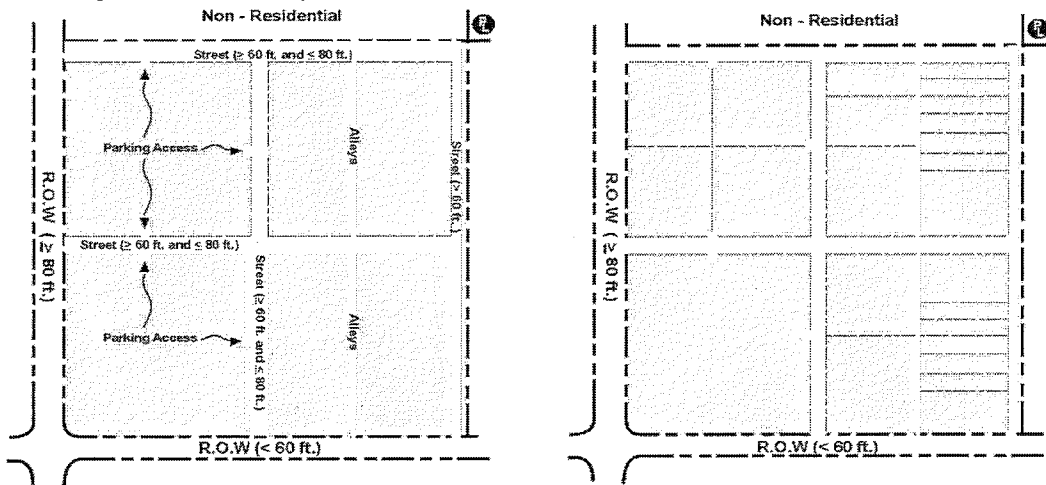 Non - Residential
PL
Street (≥ 60 ft. and ≤ 80 ft.)
Parking Access
Alleys
Street (> 60 ft.)
R.O.W ( ≥ 80 ft.)
Street (≥ 60 ft. and ≤ 80 ft.)
Street (≥ 60 ft. and ≤ 80 ft.)
Parking Access
Alleys
R.O.W (< 60 ft.)
Non - Residential
PL
R.O.W ( ≥ 80 ft.)
R.O.W (< 60 ft.)